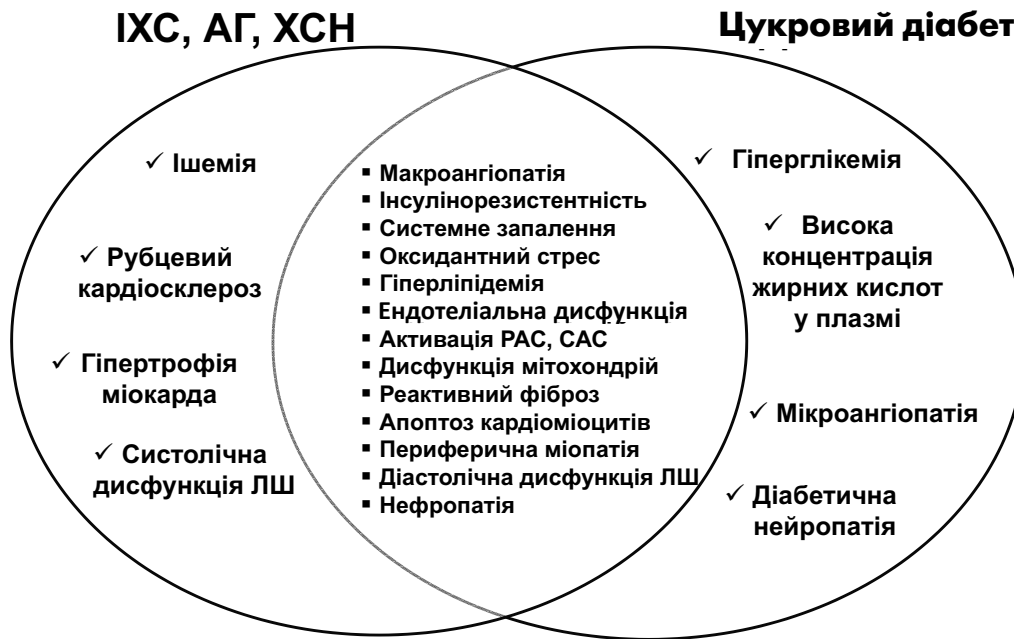 ІХС, АГ, ХСН
Цукровий діабет
✓ Ішемія
✓ Рубцевий
кардіосклероз
✓ Гіпертрофія
міокарда
✓ Систолічна
дисфункція ЛШ
▪ Макроангіопатія
▪ Інсулінорезистентність
▪ Системне запалення
▪ Оксидантний стрес
▪ Гіперліпідемія
▪ Ендотеліальна дисфункція
▪ Активація РАС, САС
▪ Дисфункція мітохондрій
▪ Реактивний фіброз
▪ Апоптоз кардіоміоцитів
▪ Периферична міопатія
▪ Діастолічна дисфункція ЛШ
▪ Нефропатія
✓ Гіперглікемія
✓ Висока
концентрація
жирних кислот
у плазмі
✓ Мікроангіопатія
✓ Діабетична
нейропатія